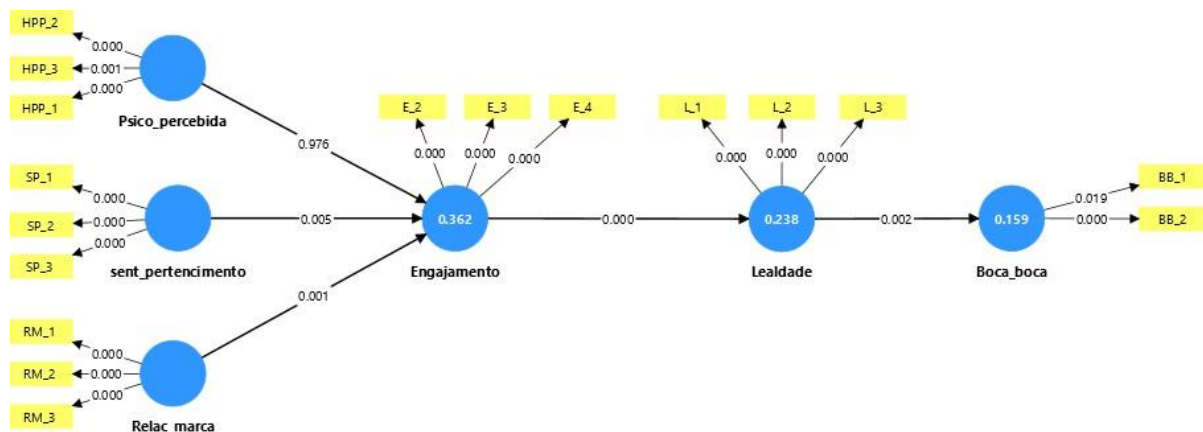 HPP_2
0.000
HPP_3
0.001
HPP_1
0.000
Psico_percebida
0.976
SP_1
0.000
SP_2
0.000
SP_3
0.000
sent_pertencimento
0.005
RM_1
0.000
RM_2
0.000
RM_3
0.000
Relac_marca
0.001
E_2
E_3
E_4
0.000
0.000
0.000
0.362
Engajamento
0.000
L_1
L_2
L_3
0.000
0.000
0.000
0.238
Lealdade
0.002
0.159
Boca_boca
BB_1
0.019
BB_2
0.000